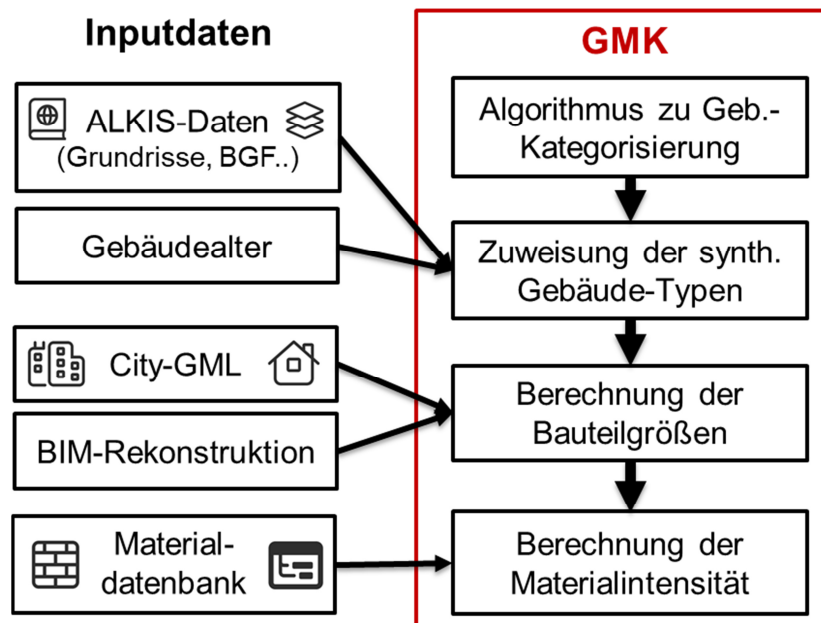 Inputdaten
ALKIS-Daten
(Grundrisse, BGF..)
Gebäudealter
City-GML
BIM-Rekonstruktion
Material-
datenbank
GMK
Algorithmus zu Geb.-
Kategorisierung
Zuweisung der synth.
Gebäude-Typen
Berechnung der
Bauteilgrößen
Berechnung der
Materialintensität